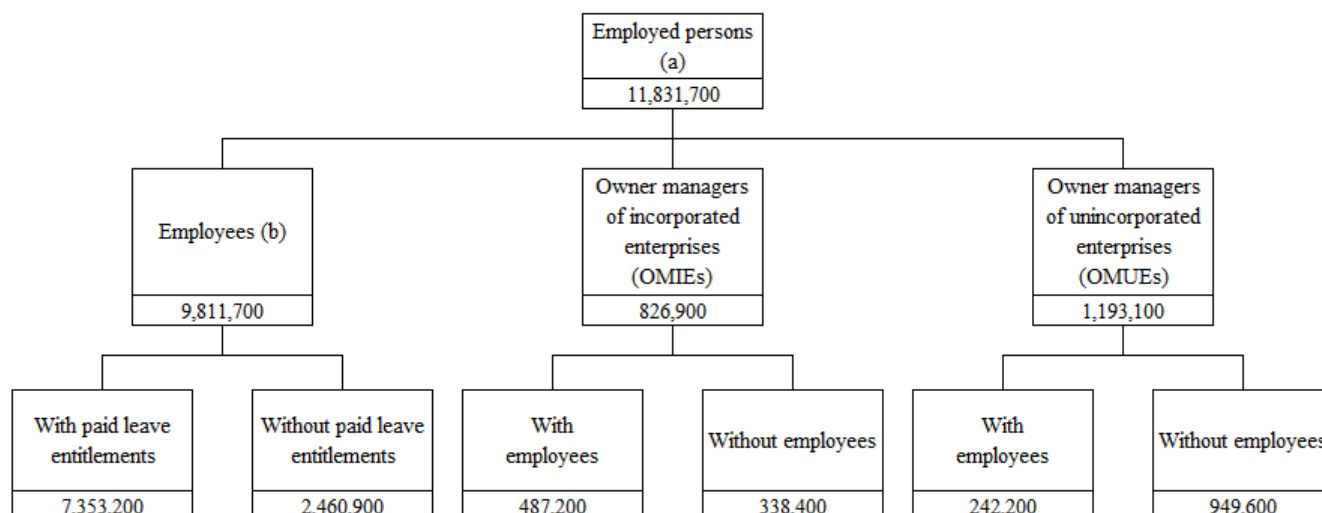 Employed persons
(a)
11,831,700
Employees (b)
9,811,700
Owner managers
of incorporated
enterprises
(OMIEs)
826,900
Owner managers
of unincorporated
enterprises
(OMUEs)
1,193,100
With paid leave
entitlements
7,353,200
Without paid leave
entitlements
2,460,900
With
employees
487,200
Without employees
338,400
With
employees
242,200
Without employees
949,600